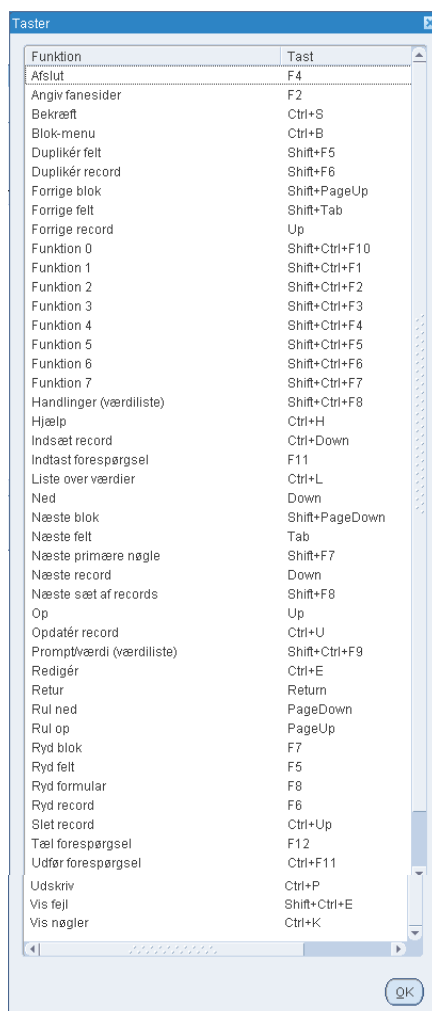 Taster
Funktion Tast
Afslut F4
Angiv fanesider F2
Bekræft Ctrl+S
Blok-menu Ctrl+B
Duplikér felt Shift+F5
Duplikér record Shift+F6
Forrige blok Shift+PageUp
Forrige felt Shift+Tab
Forrige record Up
Funktion 0 Shift+Ctrl+F10
Funktion 1 Shift+Ctrl+F1
Funktion 2 Shift+Ctrl+F2
Funktion 3 Shift+Ctrl+F3
Funktion 4 Shift+Ctrl+F4
Funktion 5 Shift+Ctrl+F5
Funktion 6 Shift+Ctrl+F6
Funktion 7 Shift+Ctrl+F7
Handlinger (værdiliste) Shift+Ctrl+F8
Hjælp Ctrl+H
Indsæt record Ctrl+Down
Indtast forespørgsel F11
Liste over værdier Ctrl+L
Ned Down
Næste blok Shift+PageDown
Næste felt Tab
Næste primære nøgle Shift+F7
Næste record Down
Næste sæt af records Shift+F8
Op Up
Opdatér record Ctrl+U
Prompt/værdi (værdiliste) Shift+Ctrl+F9
Redigér Ctrl+E
Retur Return
Rul ned PageDown
Rul op PageUp
Ryd blok F7
Ryd felt F5
Ryd formular F8
Ryd record F6
Slet record Ctrl+Up
Tæl forespørgsel F12
Udfør forespørgsel Ctrl+F11
Udskriv Ctrl+P
Vis fejl Shift+Ctrl+E
Vis nøgler Ctrl+K
OK